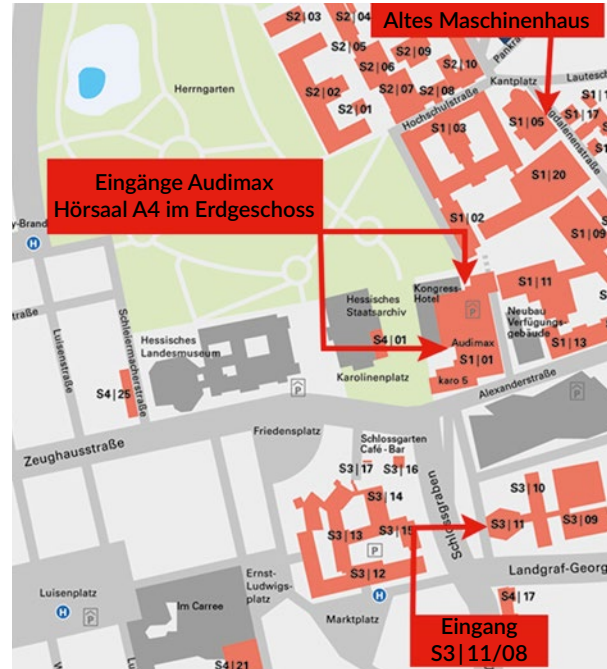 S2|03
S2|04
Altes Maschinenhaus
S2|05
S2|09
S2|06
S2|10
Herrngarten
S2|02
S2|07
S2|08
Kantplatz
S2|01
Hochschulstraße
S1|03
S1|05
S1|17
S1|20
Eingänge Audimax
Hörsaal A4 im Erdgeschoss
S1|02
S1|09
H
Kongress-
Hotel
S1|11
P
Hessisches
Staatsarchiv
Neubau
Verfügungs-
gebäude
Luisenstraße
Schleiermacherstraße
Hessisches
Landesmuseum
S4|01
Audimax
S1|01
S1|13
Karolinenplatz
karo 5
P
S4|25
Alexanderstraße
P
Friedensplatz
Zeughausstraße
Schlossgarten
Café-Bar
S3|17
S3|16
Schlossgraben
S3|14
S3|10
S3|13
S3|15
S3|11
S3|09
P
S3|12
Ernst-
Ludwigs-
platz
Landgraf-Georg
Luisenplatz
H
P
Im Carree
Marktplatz
H
S4|17
Eingang
S3|11/08
S4|21